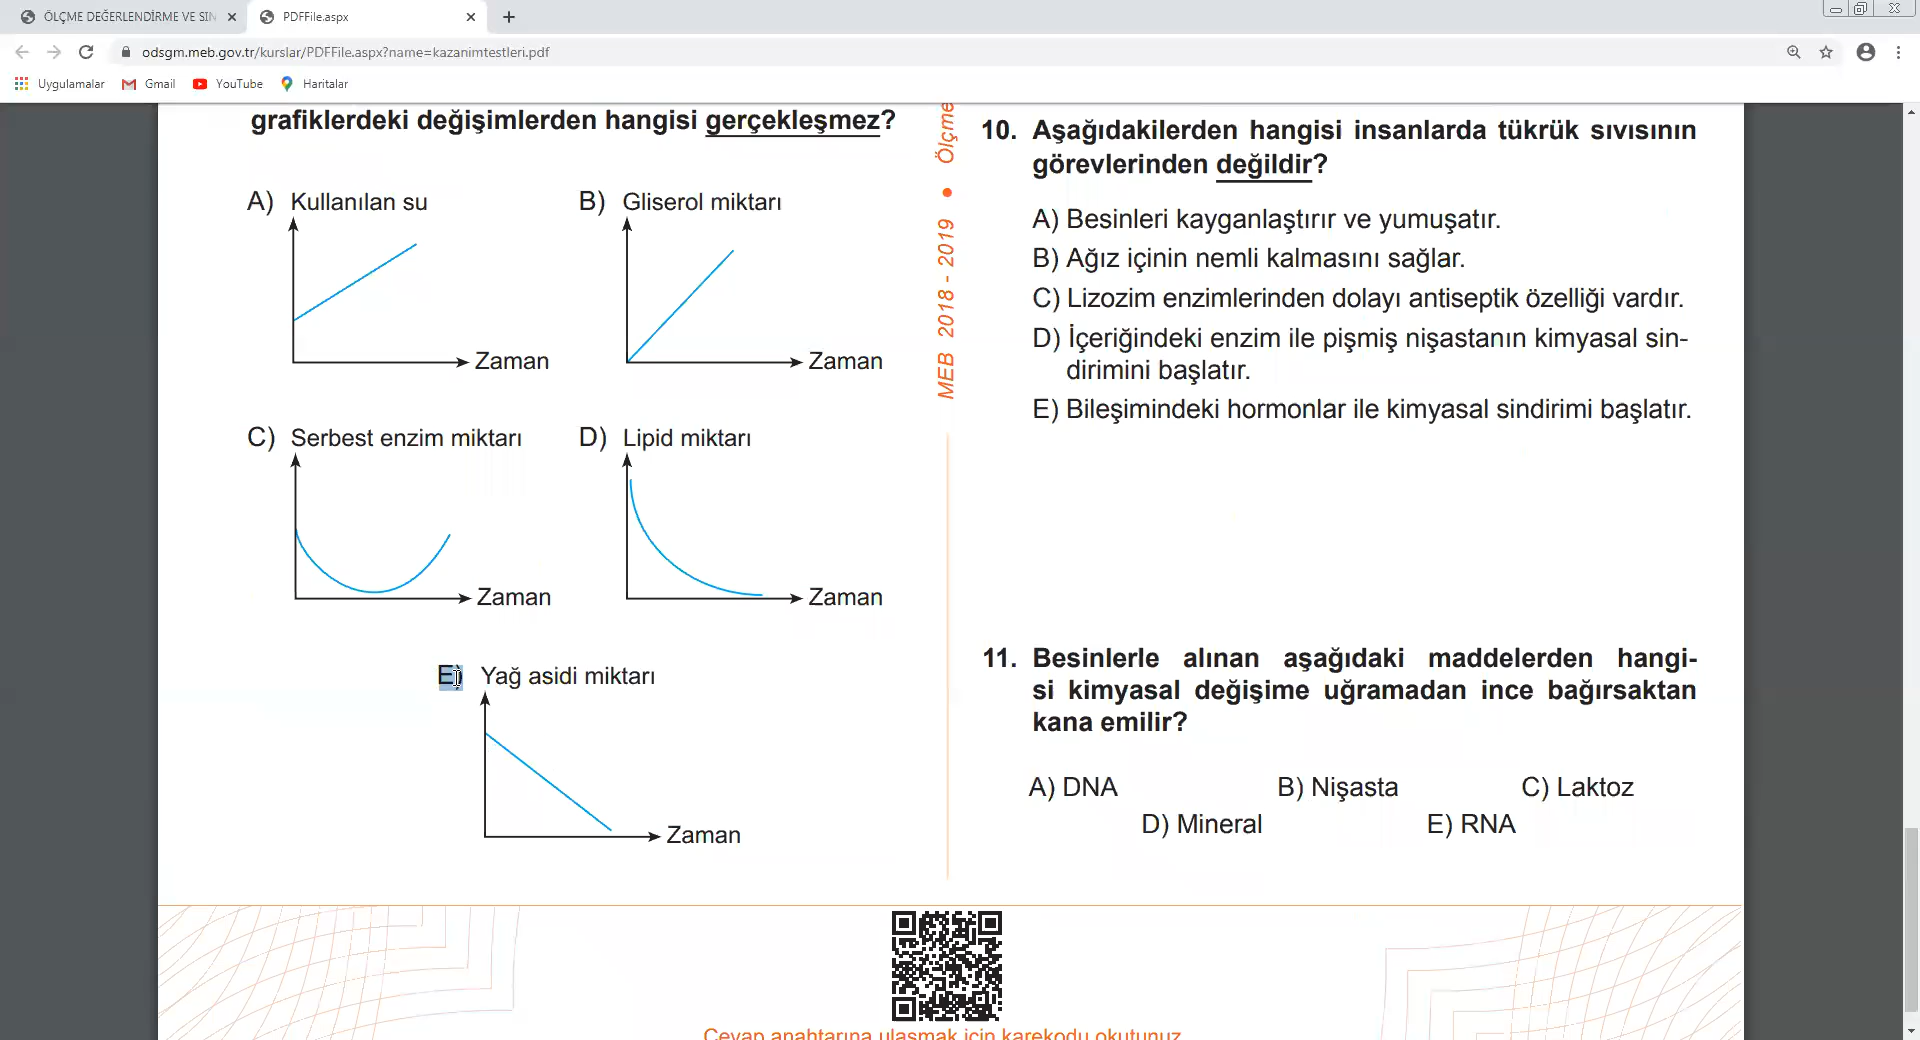 ÖLÇME DEĞERLENDİRME VE SIN
PDFFile.aspx
odsgm.meb.gov.tr/kurslar/PDFFile.aspx?name=kazanimtestleri.pdf
Uygulamalar
Gmail
YouTube
Haritalar
grafiklerdeki değişimlerden hangisi gerçekleşmez?
A) Kullanılan su
Zaman
B) Gliserol miktarı
Zaman
C) Serbest enzim miktarı
Zaman
D) Lipid miktarı
Zaman
E) Yağ asidi miktarı
Zaman
MEB 2018 - 2019 • Ölçme
10. Aşağıdakilerden hangisi insanlarda tükrük sıvısının
görevlerinden değildir?
A) Besinleri kayganlaştırır ve yumuşatır.
B) Ağız içinin nemli kalmasını sağlar.
C) Lizozim enzimlerinden dolayı antiseptik özelliği vardır.
D) İçeriğindeki enzim ile pişmiş nişastanın kimyasal sin-
dirimini başlatır.
E) Bileşimindeki hormonlar ile kimyasal sindirimi başlatır.
11. Besinlerle alınan aşağıdaki maddelerden hangi-
si kimyasal değişime uğramadan ince bağırsaktan
kana emilir?
A) DNA B) Nişasta C) Laktoz
D) Mineral E) RNA
Cevap anahtarına ulaşmak için karekodu okutunuz